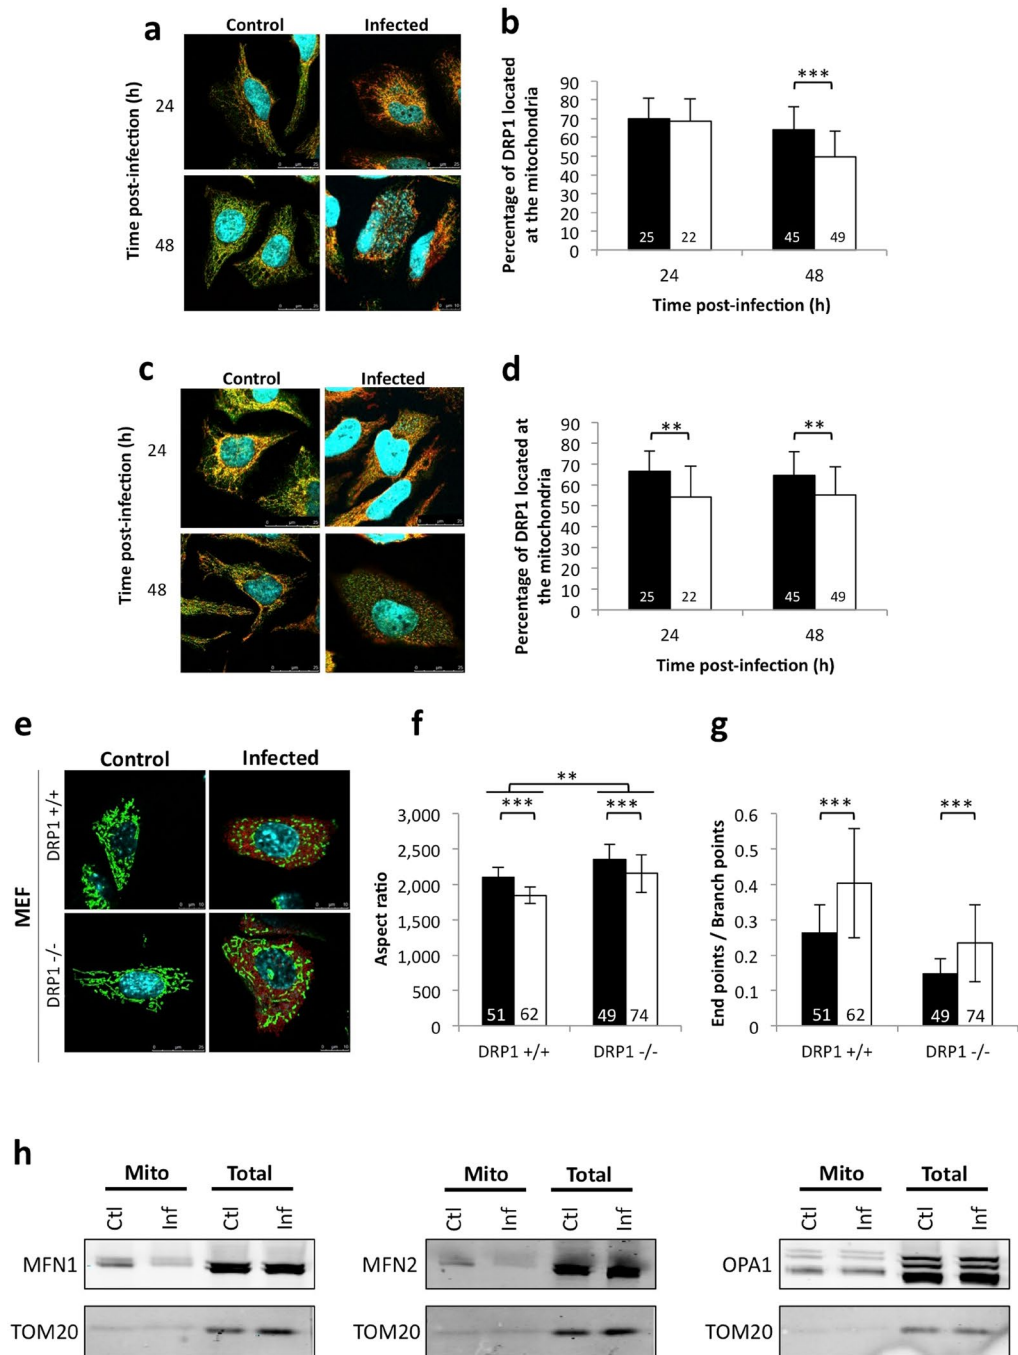 a
Control
Infected
Time post-infection (h)
24
48
b
Percentage of DRP1 located
at the mitochondria
90
80
70
60
50
40
30
20
10
0
***
25
22
45
49
24
48
Time post-infection (h)
c
Control
Infected
Time post-infection (h)
24
48
d
Percentage of DRP1 located at
the mitochondria
90
80
70
60
50
40
30
20
10
0
**
**
25
22
45
49
24
48
Time post-infection (h)
e
Control
Infected
MEF
DRP1 +/+
DRP1 -/-
f
Aspect ratio
3,000
2,500
2,000
1,500
1,000
500
0
**
***
***
51
62
49
74
DRP1 +/+
DRP1 -/-
g
End points / Branch points
0.6
0.5
0.4
0.3
0.2
0.1
0
***
***
51
62
49
74
DRP1 +/+
DRP1 -/-
h
Mito
Total
Ctl
Inf
Ctl
Inf
MFN1
TOM20
Mito
Total
Ctl
Inf
Ctl
Inf
MFN2
TOM20
Mito
Total
Ctl
Inf
Ctl
Inf
OPA1
TOM20